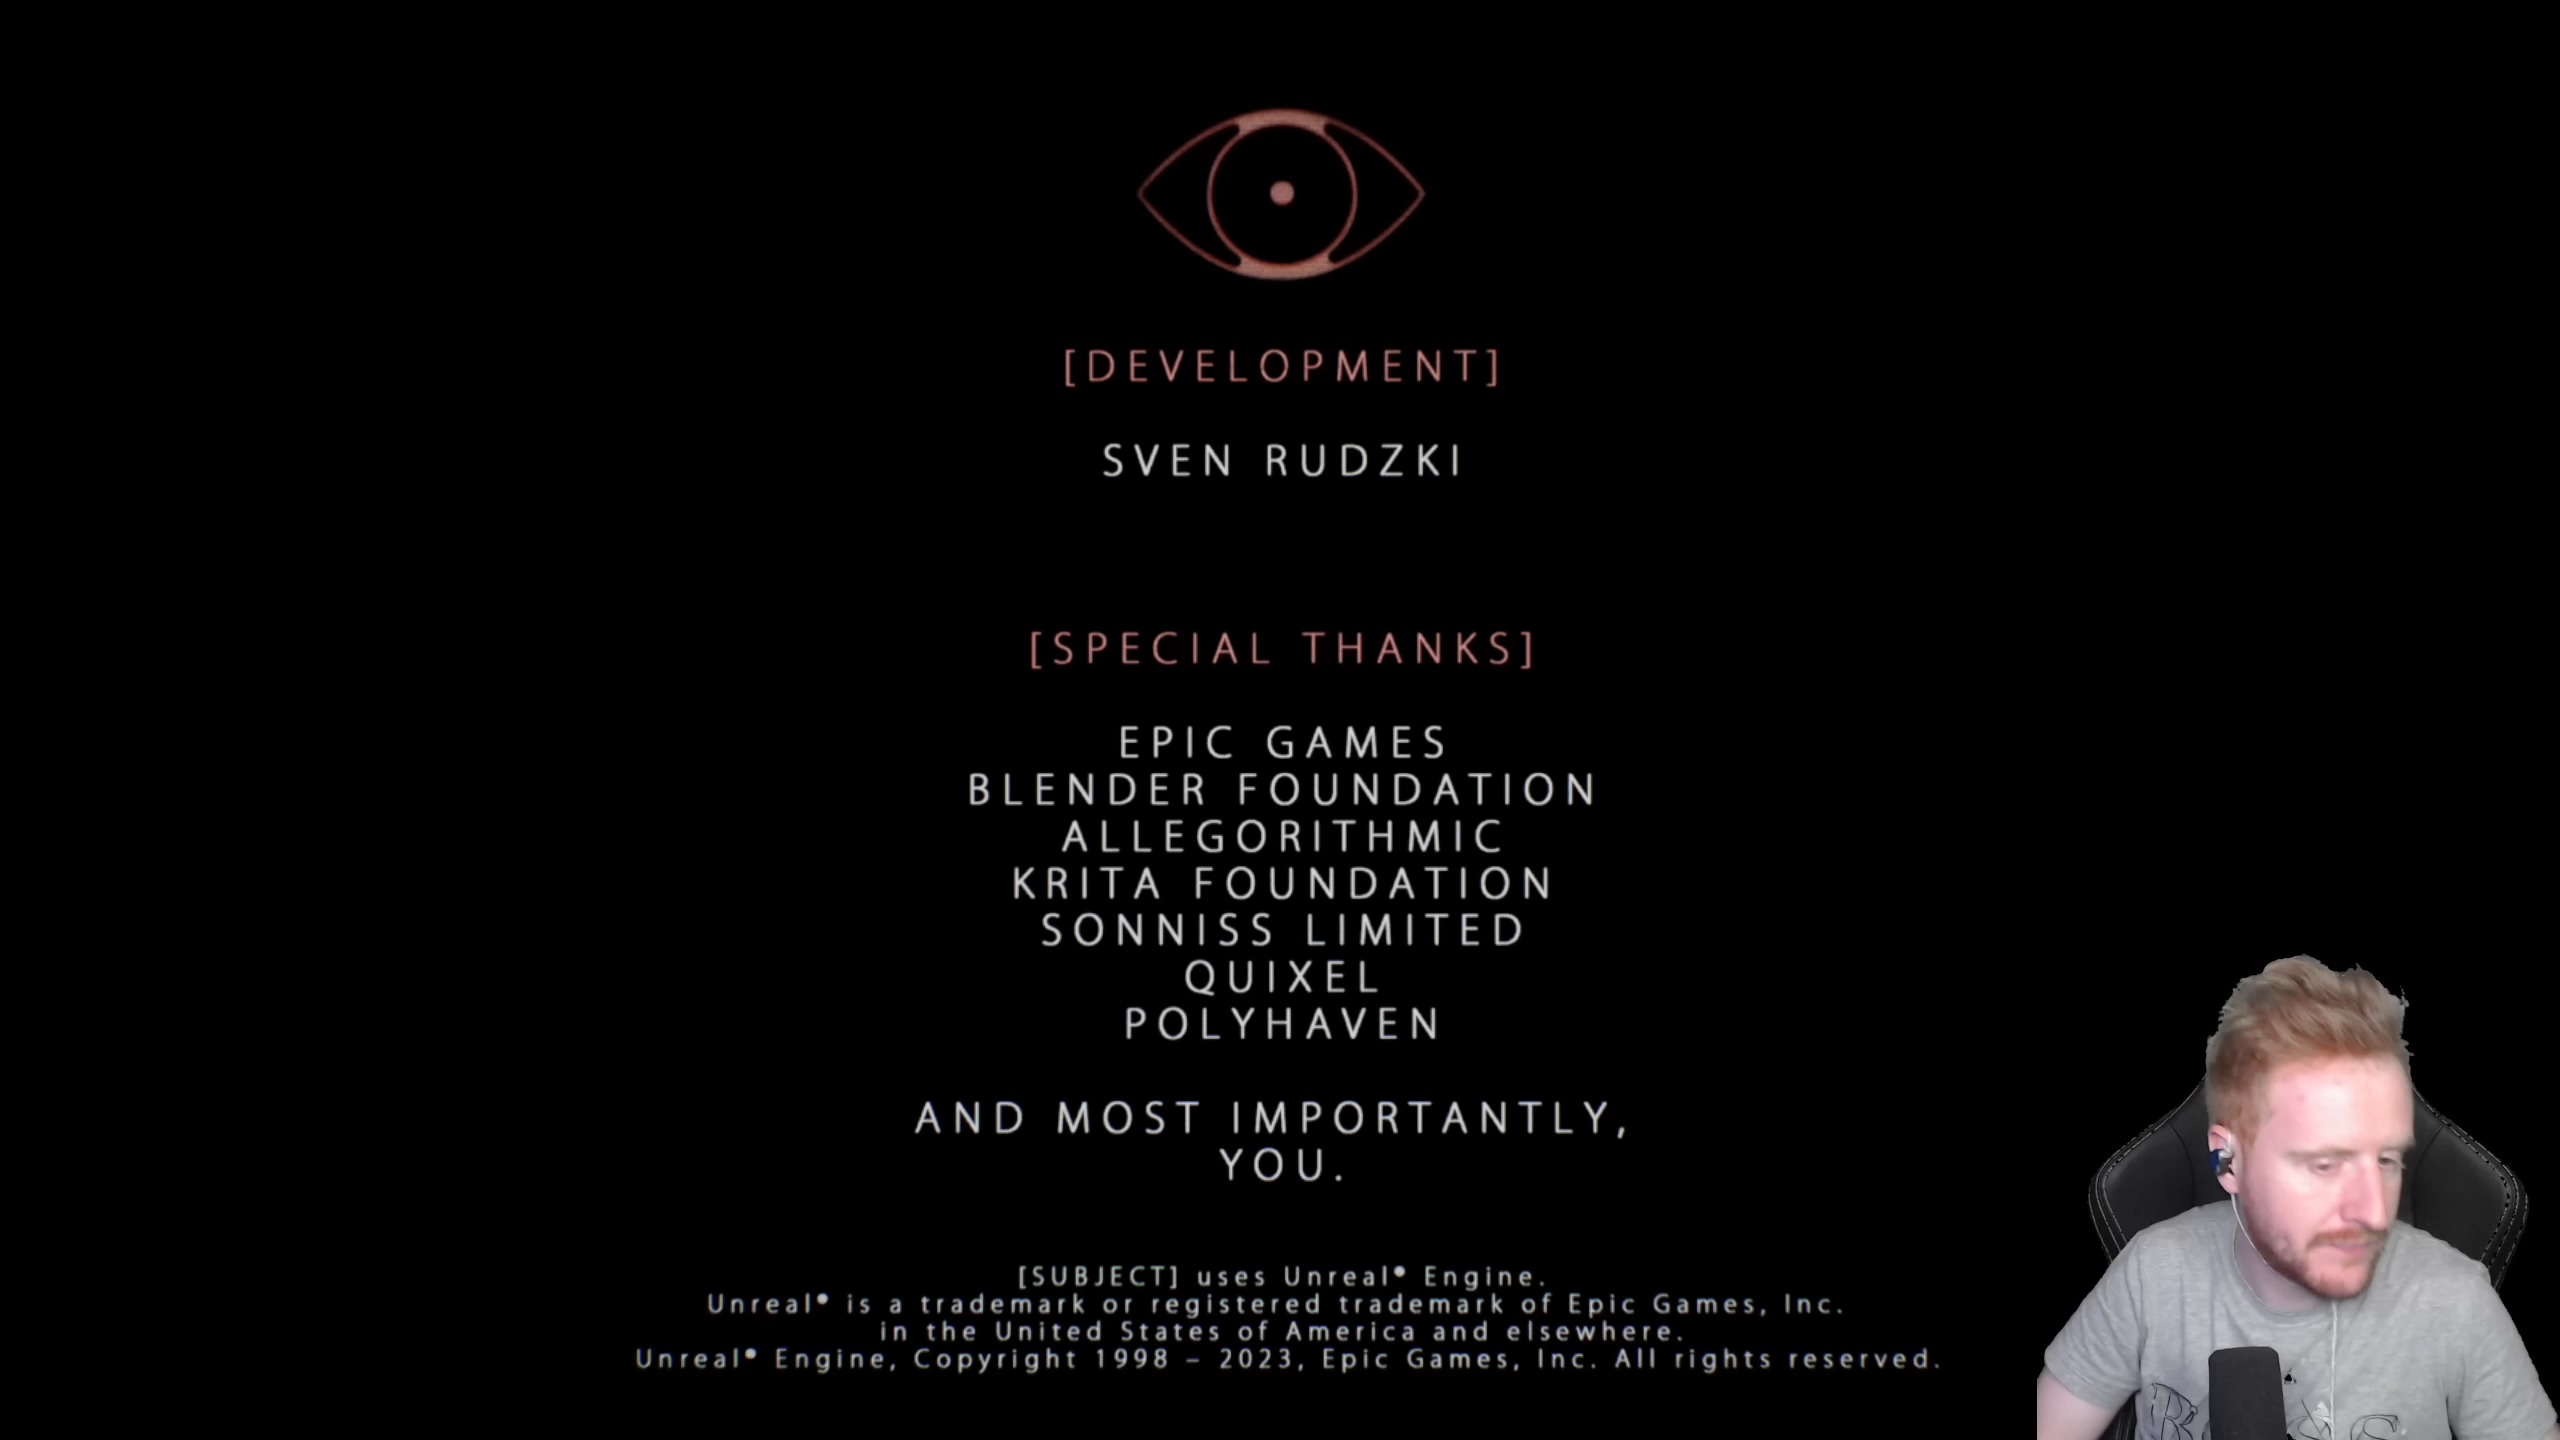 [DEVELOPMENT]
SVEN RUDZKI
[SPECIAL THANKS]
EPIC GAMES
BLENDER FOUNDATION
ALLEGORITHMIC
KRITA FOUNDATION
SONNISS LIMITED
QUIXEL
POLYHAVEN
AND MOST IMPORTANTLY,
YOU.
[SUBJECT] uses Unreal® Engine.
Unreal® is a trademark or registered trademark of Epic Games, Inc.
in the United States of America and elsewhere.
Unreal® Engine, Copyright 1998 – 2023, Epic Games, Inc. All rights reserved.